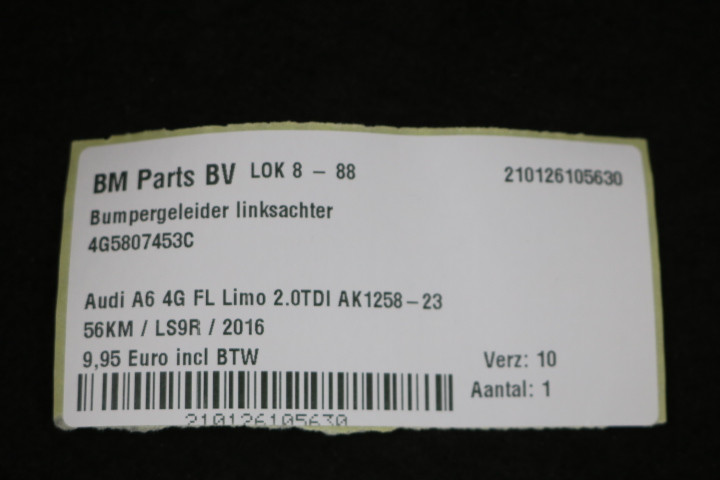 BM Parts BV LOK 8 - 88 210126105630
Bumpergeleider linksachter
4G5807453C
Audi A6 4G FL Limo 2.0TDI AK1258-23
56KM / LS9R / 2016
9,95 Euro incl BTW Verz: 10
Aantal: 1
210126105630